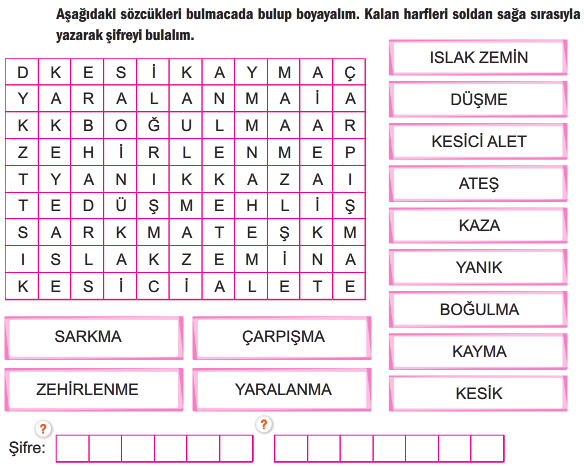 Aşağıdaki sözcükleri bulmacada bulup boyayalım. Kalan harfleri soldan sağa sırasıyla
yazarak şifreyi bulalım.
D K E S İ K A Y M A Ç
Y A R A L A N M A İ A
K K B O Ğ U L M A A R
Z E H İ R L E N M E P
T Y A N I K K A Z A I
T E D Ü Ş M E H L İ Ş
S A R K M A T E Ş K M
I S L A K Z E M İ N A
K E S İ C İ A L E T E
ISLAK ZEMİN
DÜŞME
KESİCİ ALET
ATEŞ
KAZA
YANIK
BOĞULMA
KAYMA
KESİK
SARKMA
ÇARPIŞMA
ZEHİRLENME
YARALANMA
?
?
Şifre: